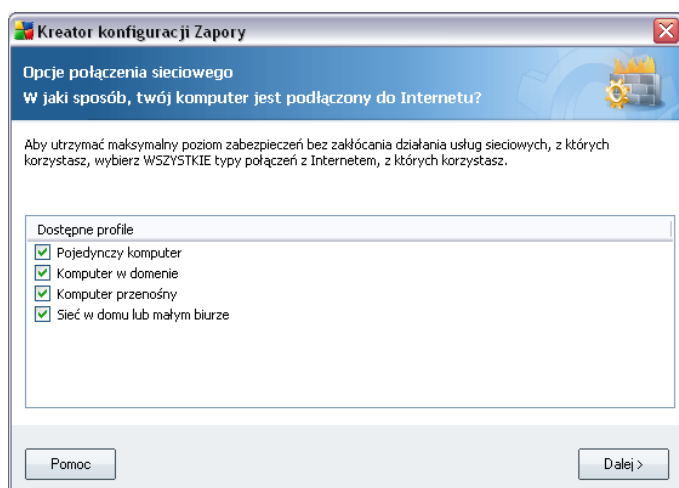 Kreator konfiguracji Zapory
Opcje połączenia sieciowego
W jaki sposób, twój komputer jest podłączony do Internetu?
Aby utrzymać maksymalny poziom zabezpieczeń bez zakłócania działania usług sieciowych, z których
korzystasz, wybierz WSZYSTKIE typy połączeń z Internetem, z których korzystasz.
Dostępne profile
Pojedynczy komputer
Komputer w domenie
Komputer przenośny
Sieć w domu lub małym biurze
Pomoc
Dalej >